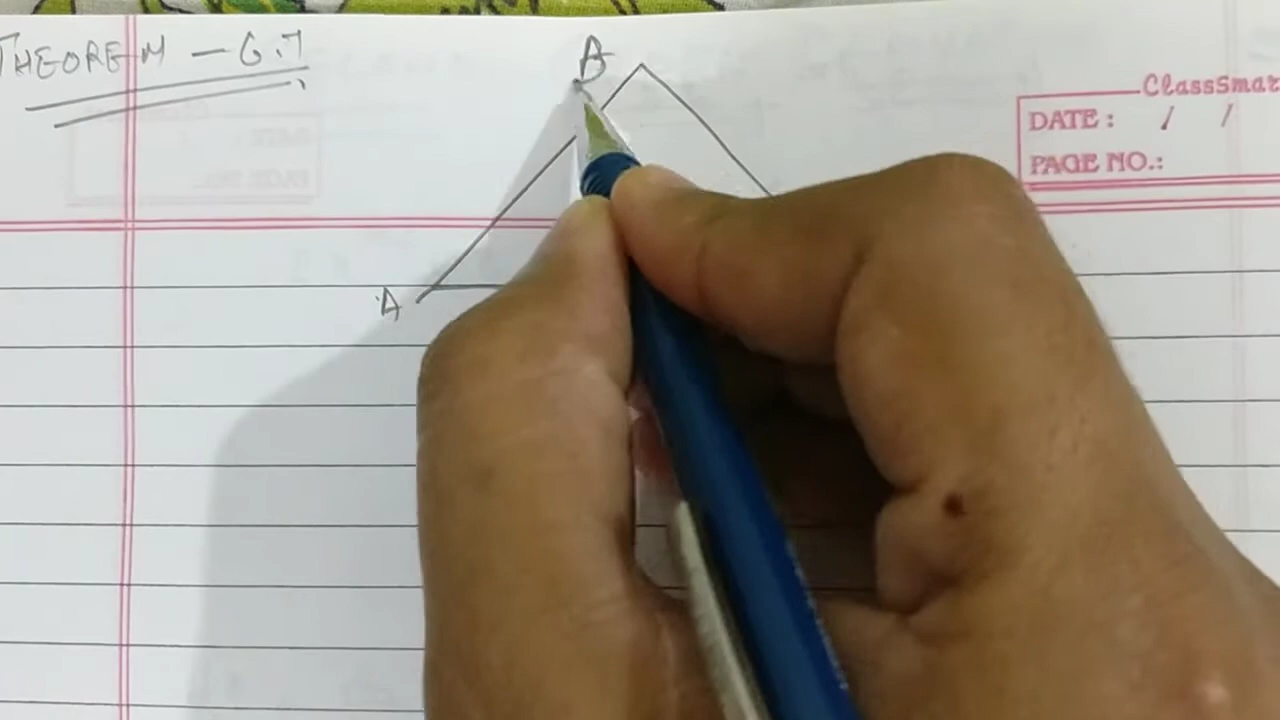 THEOREM - 6.7
B
ClassSmar
DATE: / /
PAGE NO.:
A